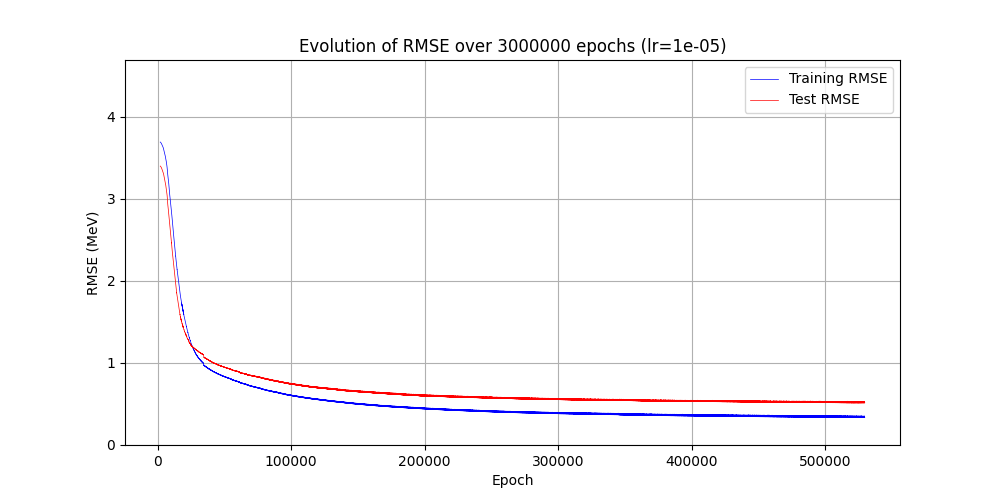 Evolution of RMSE over 3000000 epochs (lr=1e-05)
Training RMSE
Test RMSE
RMSE (MeV)
4
3
2
1
0
0 100000 200000 300000 400000 500000
Epoch